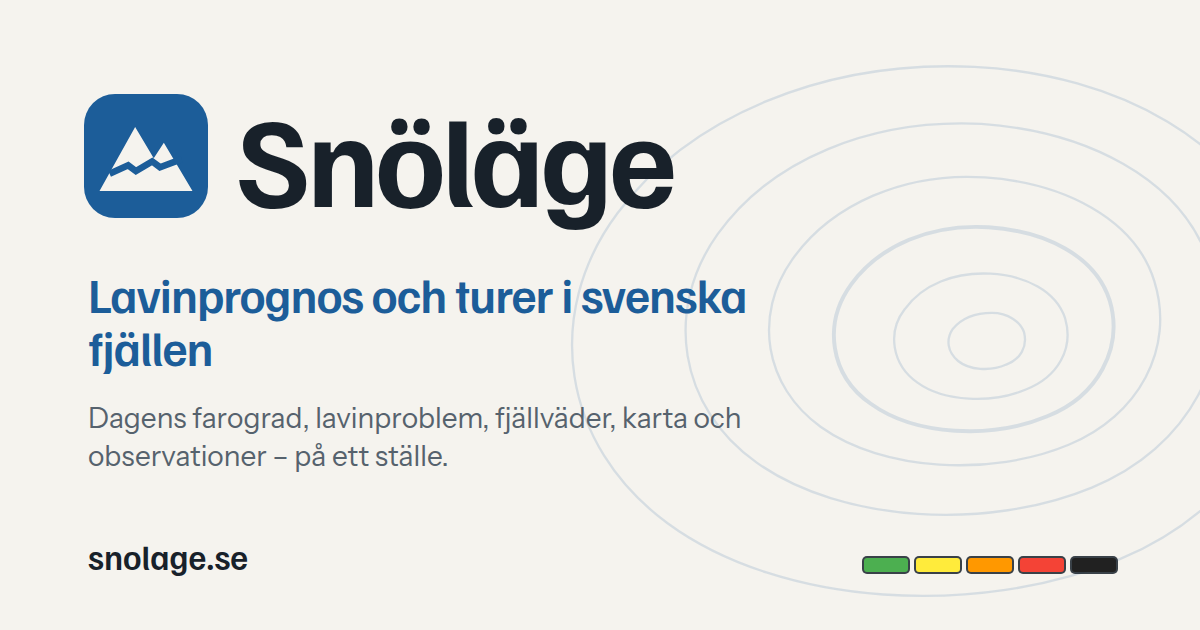 Snöläge
Lavinprognos och turer i svenska
fjällen
Dagens farograd, lavinproblem, fjällväder, karta och
observationer – på ett ställe.
snolage.se